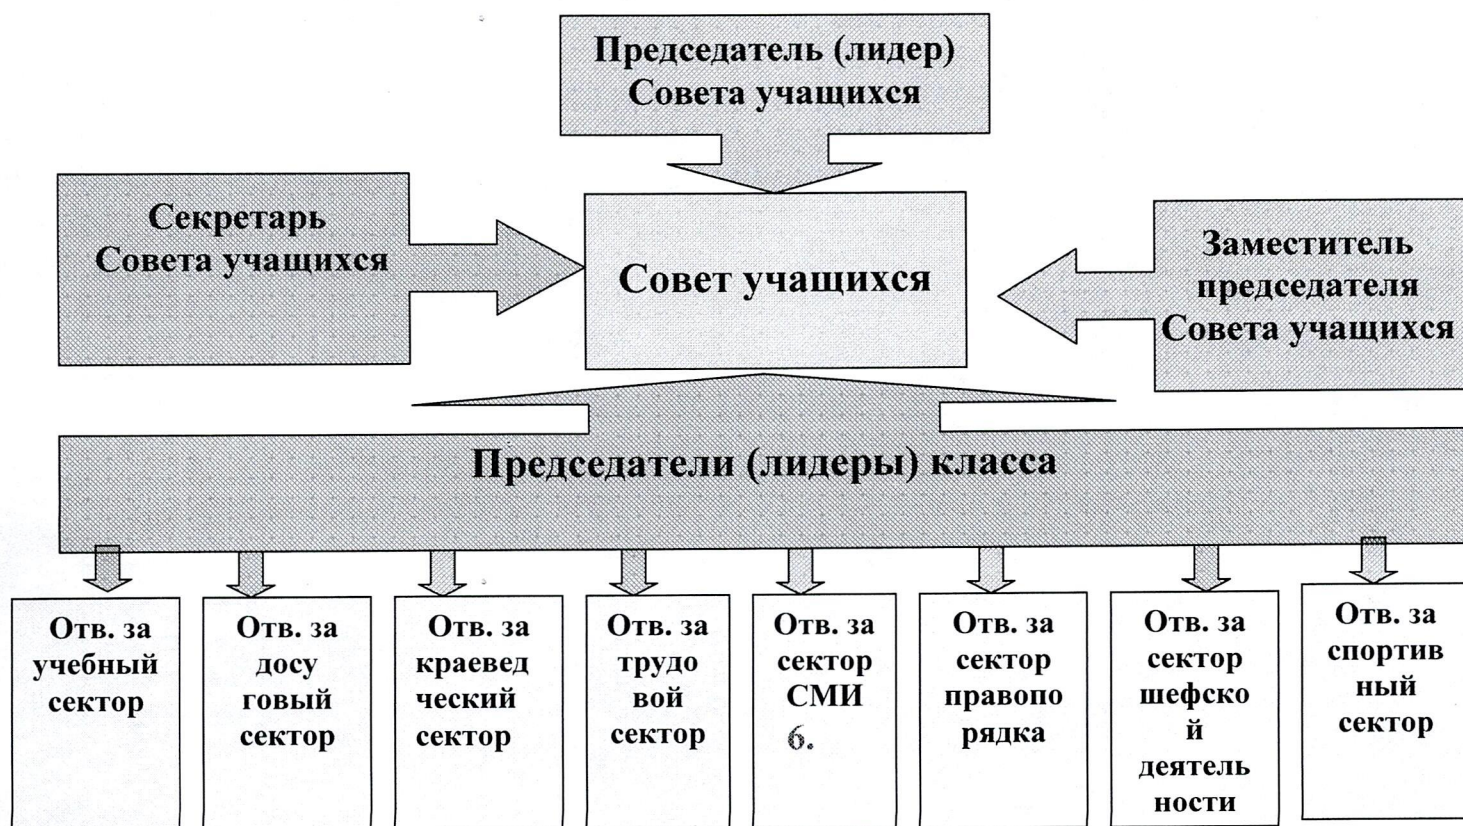 Председатель (лидер)
Совета учащихся
Секретарь
Совета учащихся
Совет учащихся
Заместитель
председателя
Совета учащихся
Председатели (лидеры) класса
Отв. за
учебный
сектор
Отв. за
досу
говый
сектор
Отв. за
краевед
ческий
сектор
Отв. за
трудо
вой
сектор
Отв. за
сектор
СМИ
6.
Отв. за
сектор
правопо
рядка
Отв. за
сектор
шефско
й
деятель
ности
Отв. за
спортив
ный
сектор